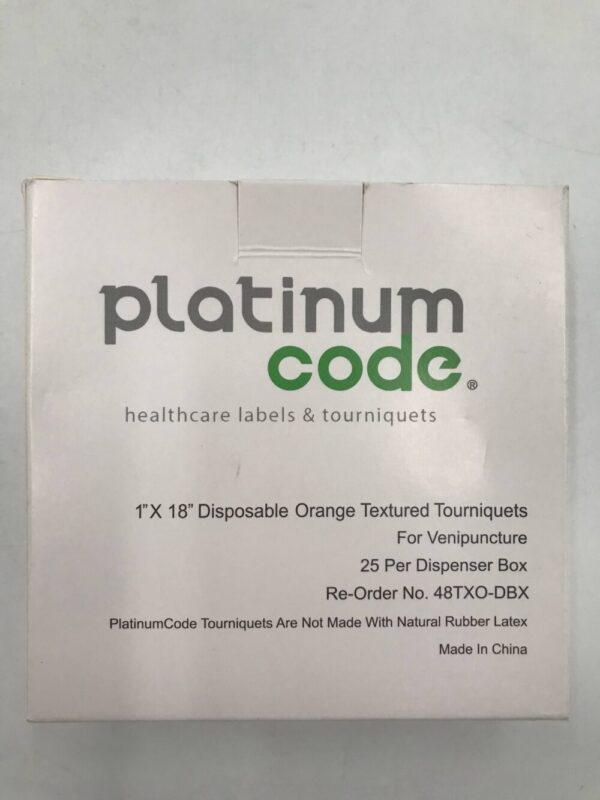 platinum
code®
healthcare labels & tourniquets
1"X 18" Disposable Orange Textured Tourniquets
For Venipuncture
25 Per Dispenser Box
Re-Order No. 48TXO-DBX
PlatinumCode Tourniquets Are Not Made With Natural Rubber Latex
Made In China